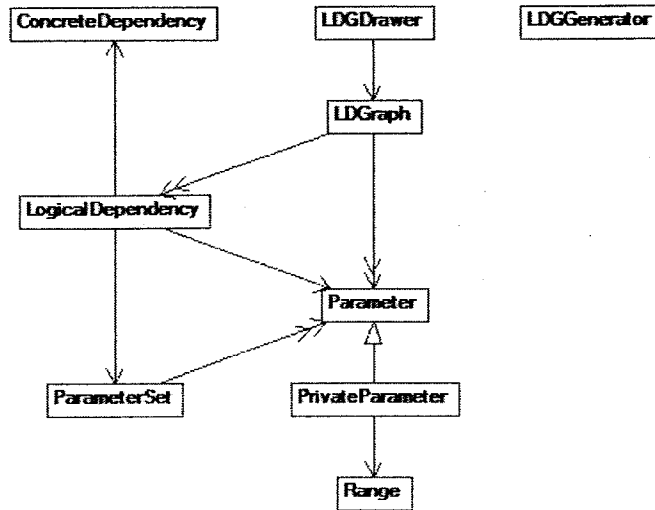 ConcreteDependency
LDGDrawer
LDGGenerator
LDGraph
LogicalDependency
Parameter
ParameterSet
PrivateParameter
Range